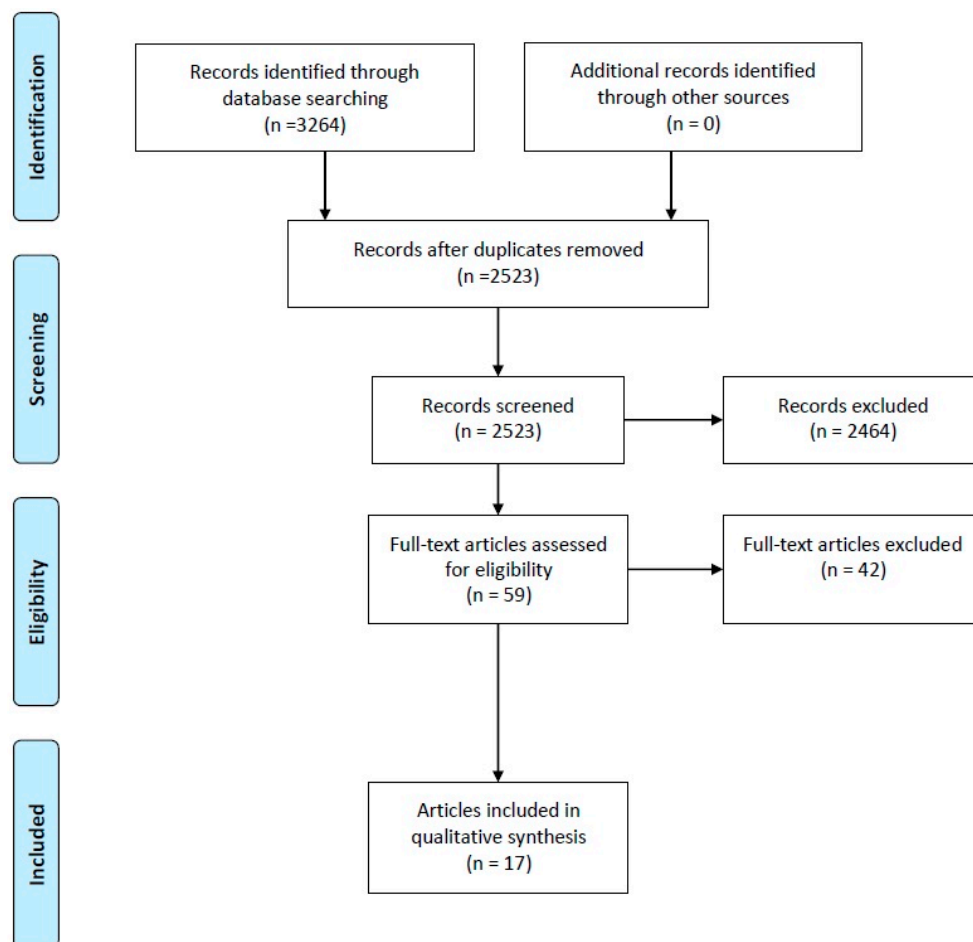 Identification
Records identified through
database searching
(n =3264)
Additional records identified
through other sources
(n = 0)
Records after duplicates removed
(n =2523)
Screening
Records screened
(n = 2523)
Records excluded
(n = 2464)
Eligibility
Full-text articles assessed
for eligibility
(n = 59)
Full-text articles excluded
(n = 42)
Included
Articles included in
qualitative synthesis
(n = 17)